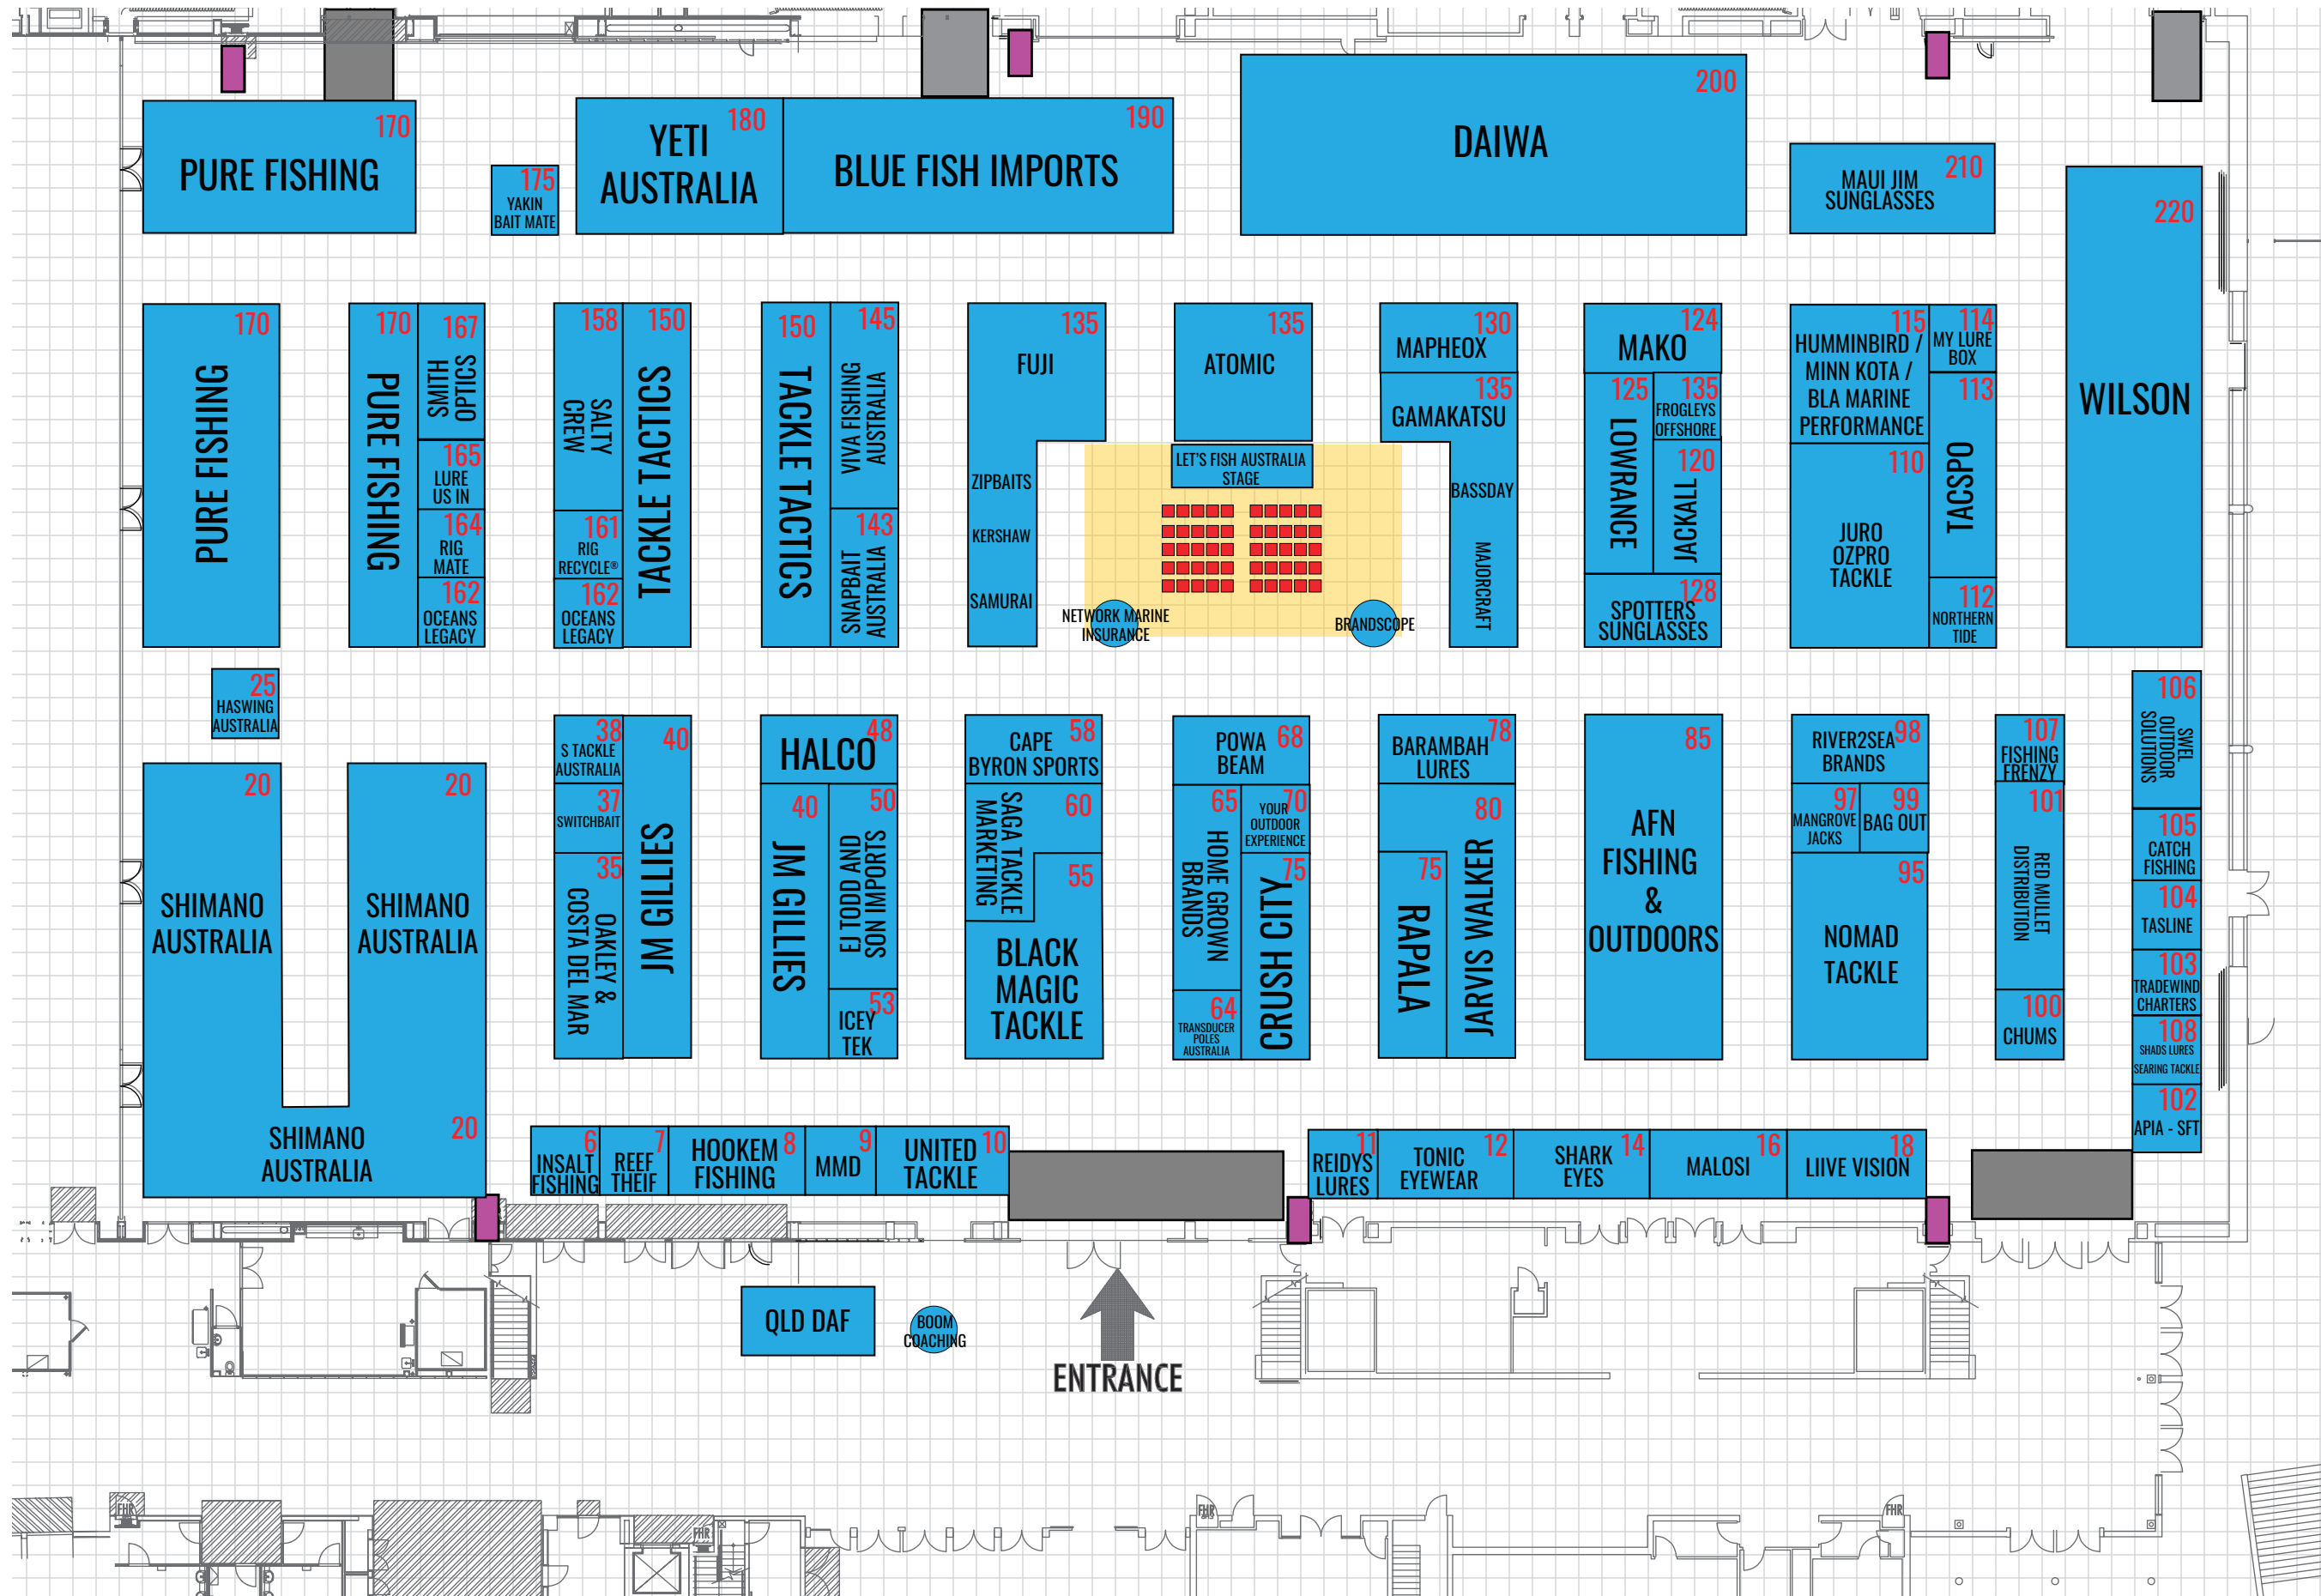 170
PURE FISHING
175
YAKIN
BAIT MATE
180
YETI
AUSTRALIA
190
BLUE FISH IMPORTS
200
DAIWA
210
MAUI JIM
SUNGLASSES
220
WILSON
170
PURE FISHING
170
PURE FISHING
167
SMITH
OPTICS
165
LURE
US IN
164
RIG
MATE
162
OCEANS
LEGACY
158
SALTY
CREW
161
RIG
RECYCLE®
162
OCEANS
LEGACY
150
TACKLE TACTICS
150
TACKLE TACTICS
145
VIVA FISHING
AUSTRALIA
143
SNAPBAIT
AUSTRALIA
135
FUJI
ZIPBAITS
KERSHAW
SAMURAI
135
ATOMIC
LET'S FISH AUSTRALIA
STAGE
NETWORK MARINE
INSURANCE
BRANDSCOPE
130
MAPHEOX
135
GAMAKATSU
BASSDAY
MAJORCRAFT
124
MAKO
125
LOWRANCE
135
FROGLEYS
OFFSHORE
120
JACKALL
128
SPOTTERS
SUNGLASSES
115
HUMMINBIRD /
MINN KOTA /
BLA MARINE
PERFORMANCE
114
MY LURE
BOX
113
TACSPO
110
JURO
OZPRO
TACKLE
112
NORTHERN
TIDE
25
HASWING
AUSTRALIA
20
SHIMANO
AUSTRALIA
20
SHIMANO
AUSTRALIA
20
SHIMANO
AUSTRALIA
38
S TACKLE
AUSTRALIA
37
SWITCHBAIT
35
OAKLEY &
COSTA DEL MAR
40
JM GILLIES
48
HALCO
40
JM GILLIES
50
EJ TODD AND
SON IMPORTS
53
ICEY
TEK
58
CAPE
BYRON SPORTS
60
SAGA TACKLE
MARKETING
55
BLACK
MAGIC
TACKLE
68
POWA
BEAM
65
HOME GROWN
BRANDS
70
YOUR
OUTDOOR
EXPERIENCE
75
CRUSH CITY
64
TRANSDUCER
POLES
AUSTRALIA
78
BARAMBAH
LURES
80
JARVIS WALKER
75
RAPALA
85
AFN
FISHING
&
OUTDOORS
98
RIVER2SEA
BRANDS
97
MANGROVE
JACKS
99
BAG OUT
95
NOMAD
TACKLE
107
FISHING
FRENZY
101
RED MULLET
DISTRIBUTION
100
CHUMS
106
SWEL
OUTDOOR
SOLUTIONS
105
CATCH
FISHING
104
TASLINE
103
TRADEWIND
CHARTERS
108
SHADS LURES
SEARING TACKLE
102
APIA - SFT
6
INSALT
FISHING
7
REEF
THEIF
8
HOOKEM
FISHING
9
MMD
10
UNITED
TACKLE
11
REIDYS
LURES
12
TONIC
EYEWEAR
14
SHARK
EYES
16
MALOSI
18
LIIVE VISION
QLD DAF
BOOM
COACHING
ENTRANCE
FHR
FHR
FHR
FHR